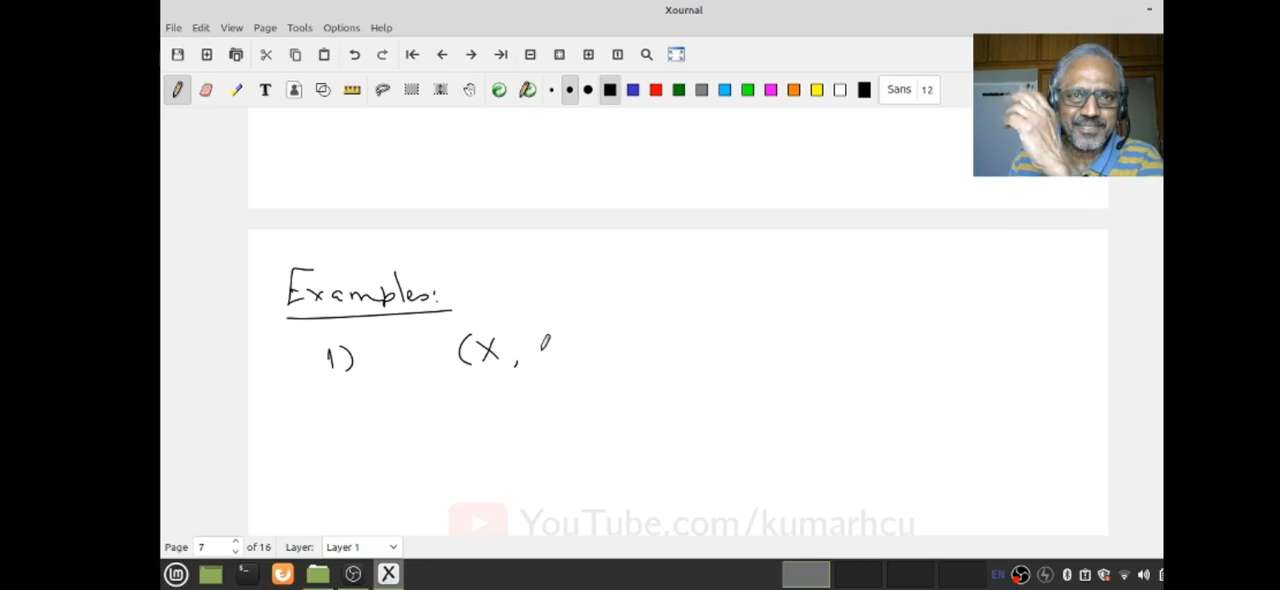 Xournal
File Edit View Page Tools Options Help
T Sans 12
Examples:
1) (X,
YouTube.com/kumarhcu
Page 7 of 16 Layer: Layer 1
EN